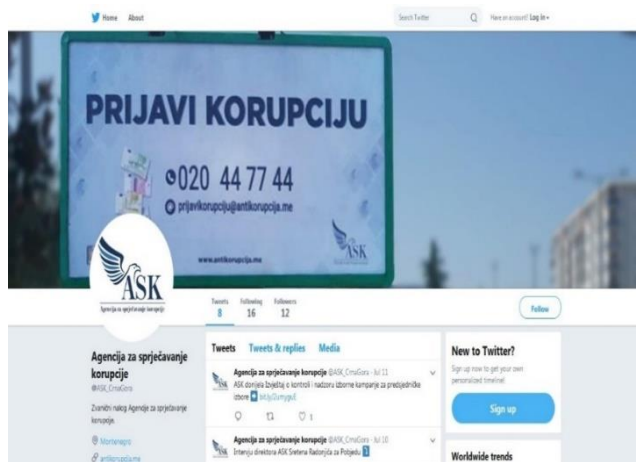 Home About
Search Twitter
Have an account? Log in
PRIJAVI KORUPCIJU
020 44 77 44
prijavikorupciju@antikorupcija.me
www.antikorupcija.me
ASK
ASK
Agencija za sprječavanje korupcije
Tweets Following Followers
8 16 12
Follow
Agencija za sprječavanje
korupcije
@ASK_CrnaGora
Zvanični nalog Agencije za sprječavanje
korupcije.
Montenegro
antikorupcija.me
Tweets Tweets & replies Media
Agencija za sprječavanje korupcije @ASK_CrnaGora · Jul 11
ASK donijela Izvještaj o kontroli i nadzoru izborne kampanje za predsjedničke
izbore
1
Agencija za sprječavanje korupcije @ASK_CrnaGora · Jul 10
Intervju direktora ASK Sretena Radonjića za Pobjedu
New to Twitter?
Sign up now to get your own
personalized timeline!
Sign up
Worldwide trends